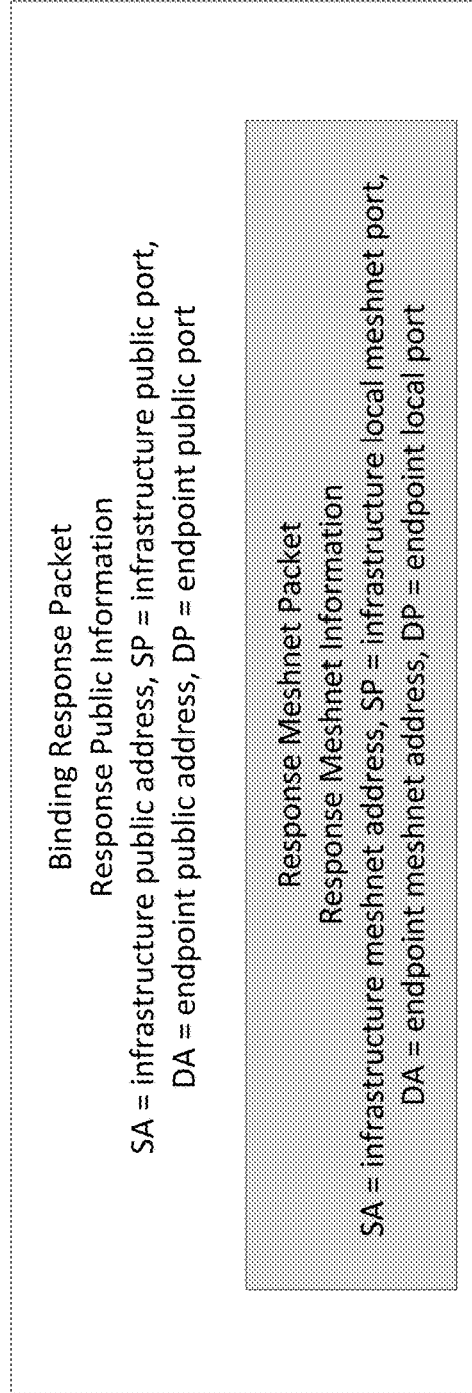 Binding Response Packet
Response Public Information
SA = infrastructure public address, SP = infrastructure public port,
DA = endpoint public address, DP = endpoint public port
Response Meshnet Packet
Response Meshnet Information
SA = infrastructure meshnet address, SP = infrastructure local meshnet port,
DA = endpoint meshnet address, DP = endpoint local port